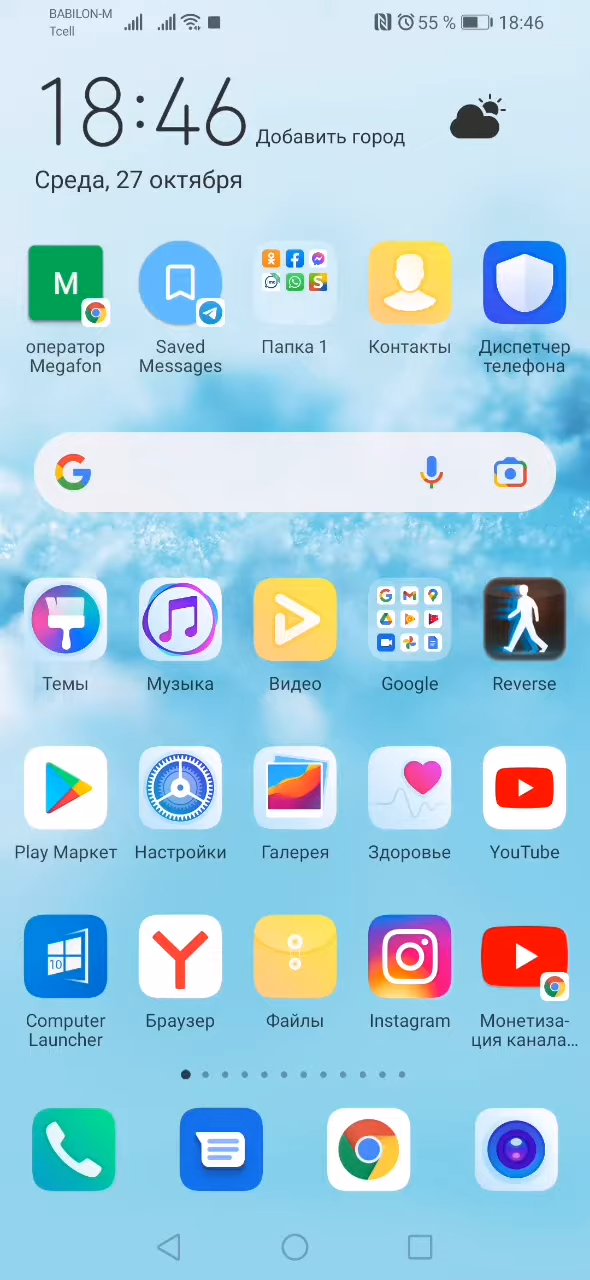 BABILON-M
Tcell
55 % 18:46
18:46 Добавить город
Среда, 27 октября
M
оператор Megafon
Saved Messages
Папка 1
Контакты
Диспетчер телефона
Темы
Музыка
Видео
Google
Reverse
Play Маркет
Настройки
Галерея
Здоровье
YouTube
10
Computer Launcher
Браузер
Файлы
Instagram
Монетиза-
ция канала...